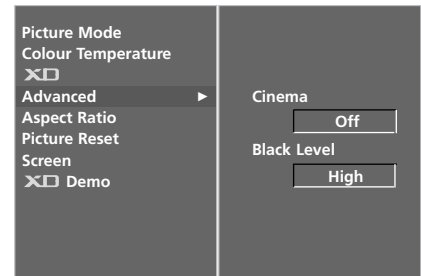 Picture Mode
Colour Temperature
XD
Advanced ►
Aspect Ratio
Picture Reset
Screen
XD Demo
Cinema
Off
Black Level
High